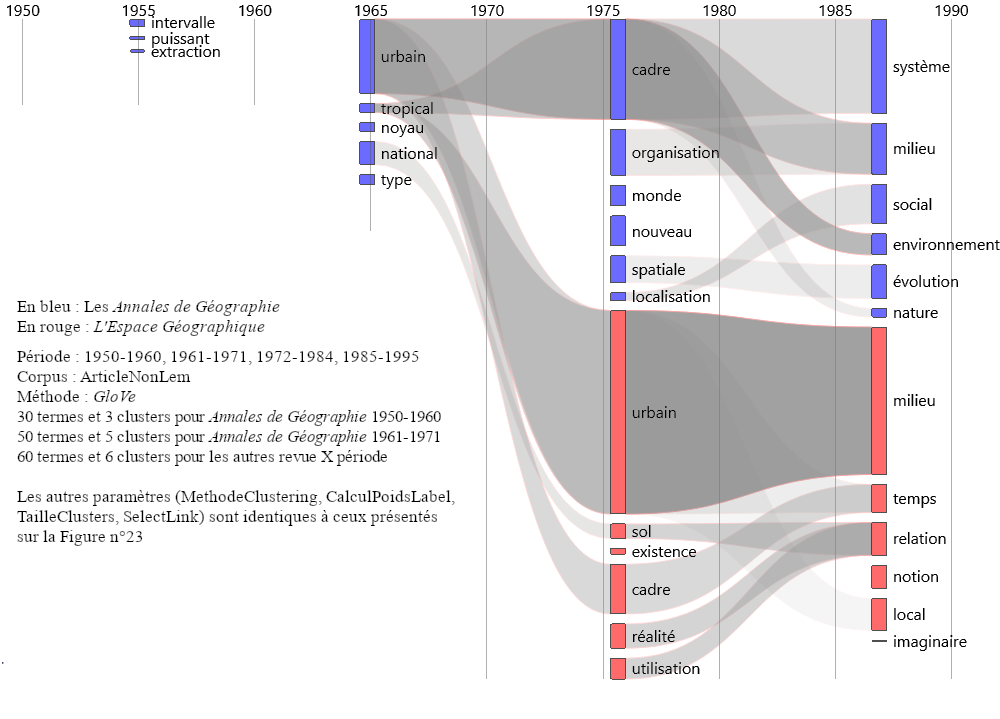 1950 1955 1960 1965 1970 1975 1980 1985 1990
intervalle
puissant
extraction
urbain
tropical
noyau
national
type
cadre
organisation
monde
nouveau
spatiale
localisation
urbain
sol
existence
cadre
réalité
utilisation
système
milieu
social
environnement
évolution
nature
milieu
temps
relation
notion
local
imaginaire
En bleu : Les Annales de Géographie
En rouge : L'Espace Géographique
Période : 1950-1960, 1961-1971, 1972-1984, 1985-1995
Corpus : ArticleNonLem
Méthode : GloVe
30 termes et 3 clusters pour Annales de Géographie 1950-1960
50 termes et 5 clusters pour Annales de Géographie 1961-1971
60 termes et 6 clusters pour les autres revue X période
Les autres paramètres (MethodeClustering, CalculPoidsLabel,
TailleClusters, SelectLink) sont identiques à ceux présentés
sur la Figure n°23